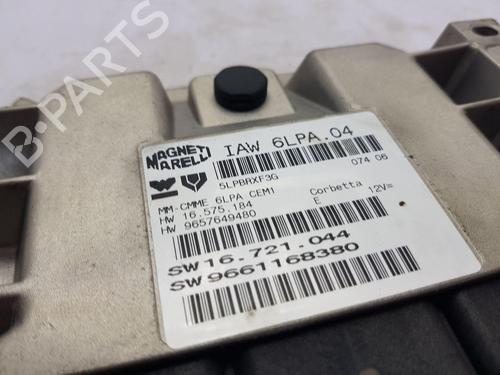 B-PARTS
MAGNETI
MARELLI
IAW 6LPA.04
5LPBRXF3G
074 06
MM-CMME 6LPA CEM1
Corbetta
HW 16.575.184
E
12V=
HW 9657649480
SW16.721.044
SW9661168380